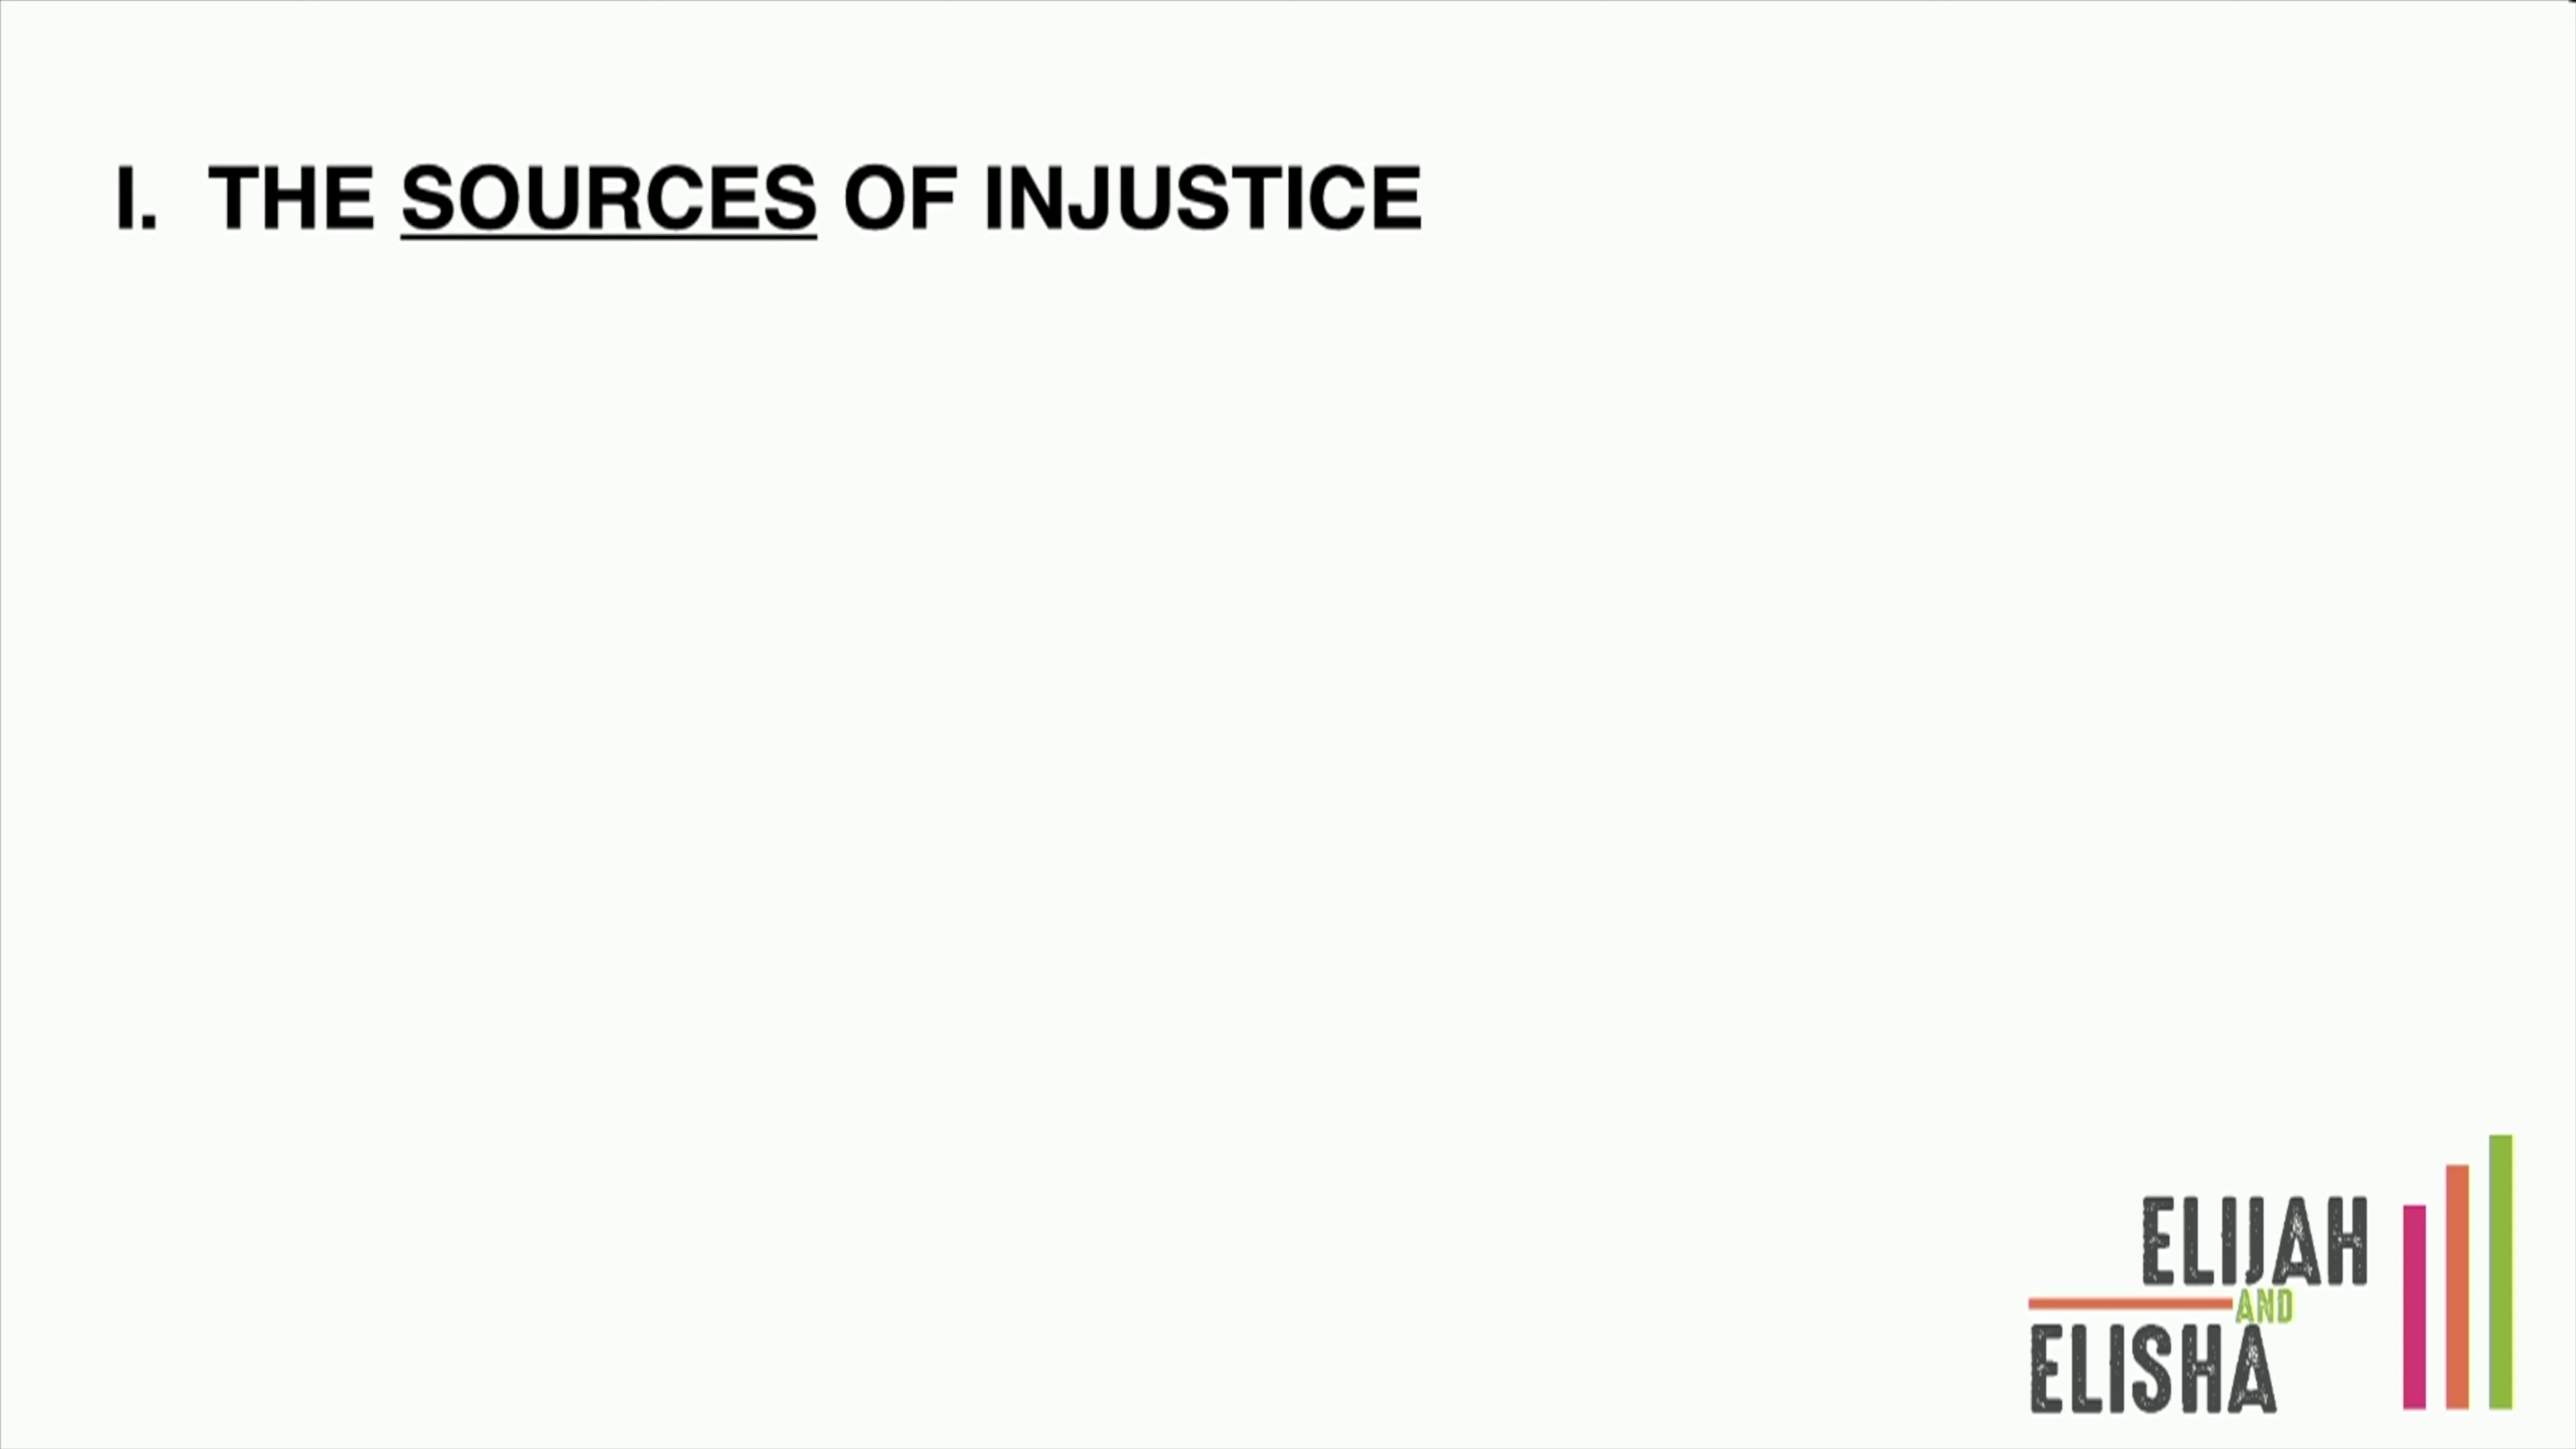 I. THE SOURCES OF INJUSTICE
ELIJAH
AND
ELISHA